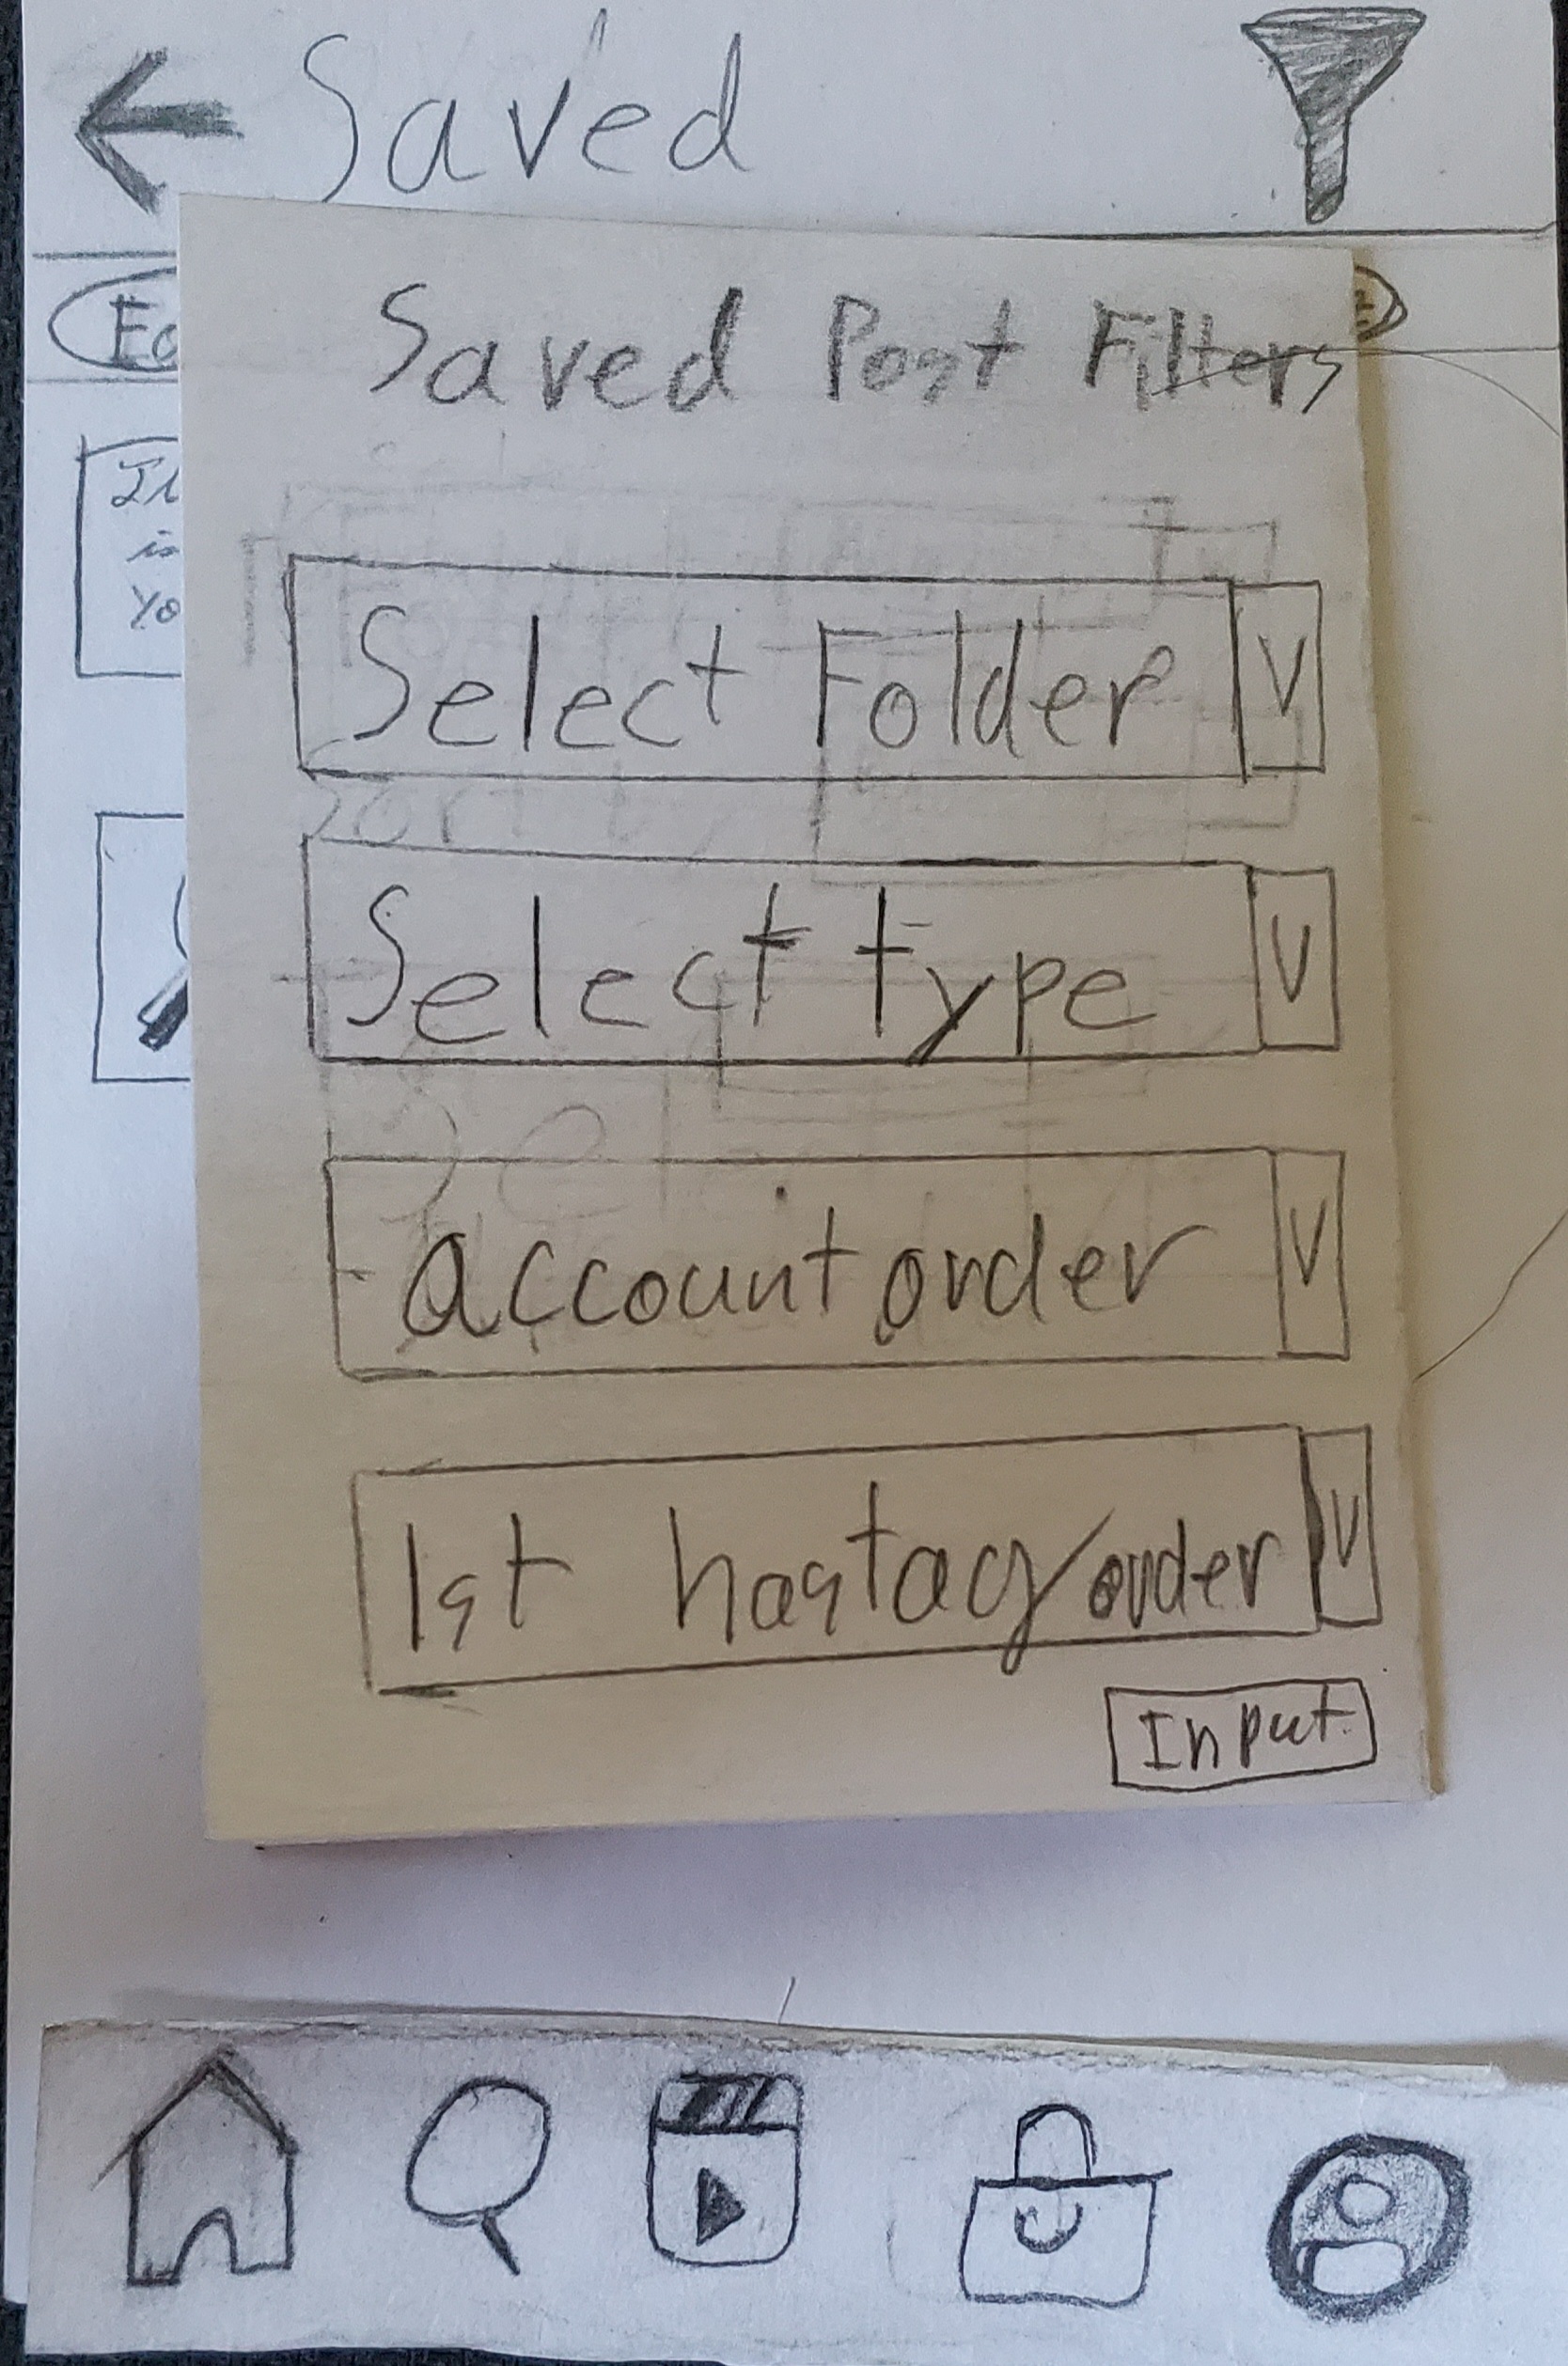 Saved
Saved Post Filters
Select Folder V
Select type V
account order V
1st hastag order V
Input